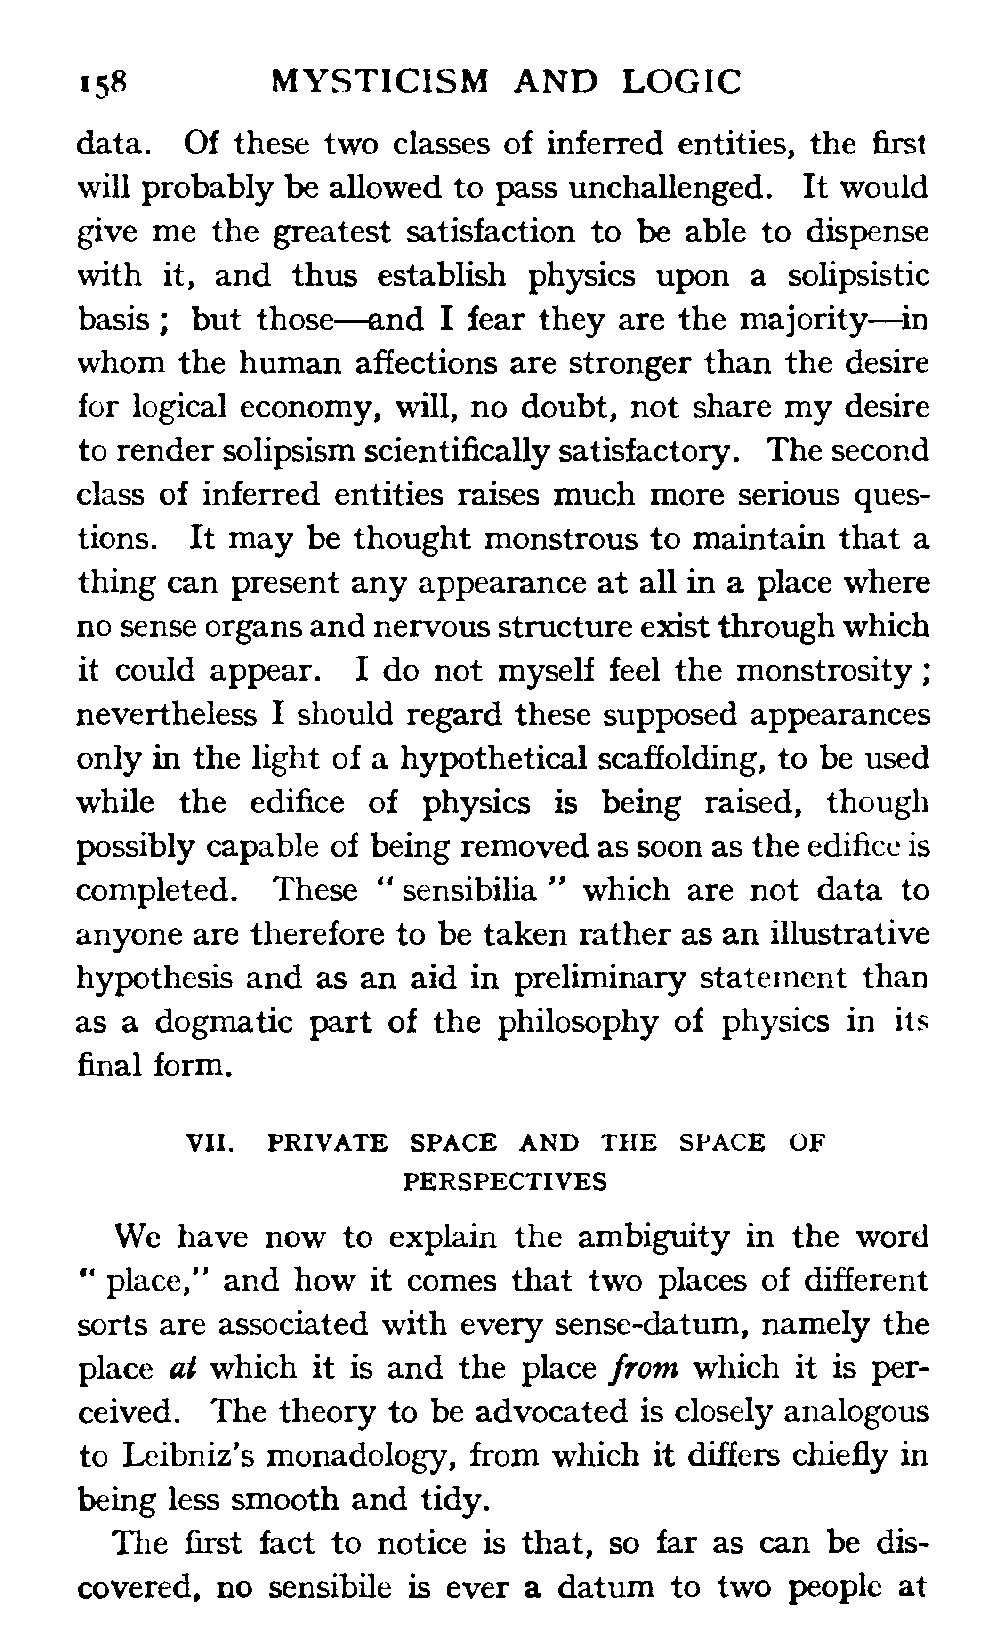 158 MYSTICISM AND LOGIC
data. Of these two classes of inferred entities, the first
will probably be allowed to pass unchallenged. It would
give me the greatest satisfaction to be able to dispense
with it, and thus establish physics upon a solipsistic
basis ; but those—and I fear they are the majority—in
whom the human affections are stronger than the desire
for logical economy, will, no doubt, not share my desire
to render solipsism scientifically satisfactory. The second
class of inferred entities raises much more serious ques-
tions. It may be thought monstrous to maintain that a
thing can present any appearance at all in a place where
no sense organs and nervous structure exist through which
it could appear. I do not myself feel the monstrosity ;
nevertheless I should regard these supposed appearances
only in the light of a hypothetical scaffolding, to be used
while the edifice of physics is being raised, though
possibly capable of being removed as soon as the edifice is
completed. These " sensibilia " which are not data to
anyone are therefore to be taken rather as an illustrative
hypothesis and as an aid in preliminary statement than
as a dogmatic part of the philosophy of physics in its
final form.
VII. PRIVATE SPACE AND THE SPACE OF
PERSPECTIVES
We have now to explain the ambiguity in the word
" place," and how it comes that two places of different
sorts are associated with every sense-datum, namely the
place at which it is and the place from which it is per-
ceived. The theory to be advocated is closely analogous
to Leibniz's monadology, from which it differs chiefly in
being less smooth and tidy.
The first fact to notice is that, so far as can be dis-
covered, no sensibile is ever a datum to two people at